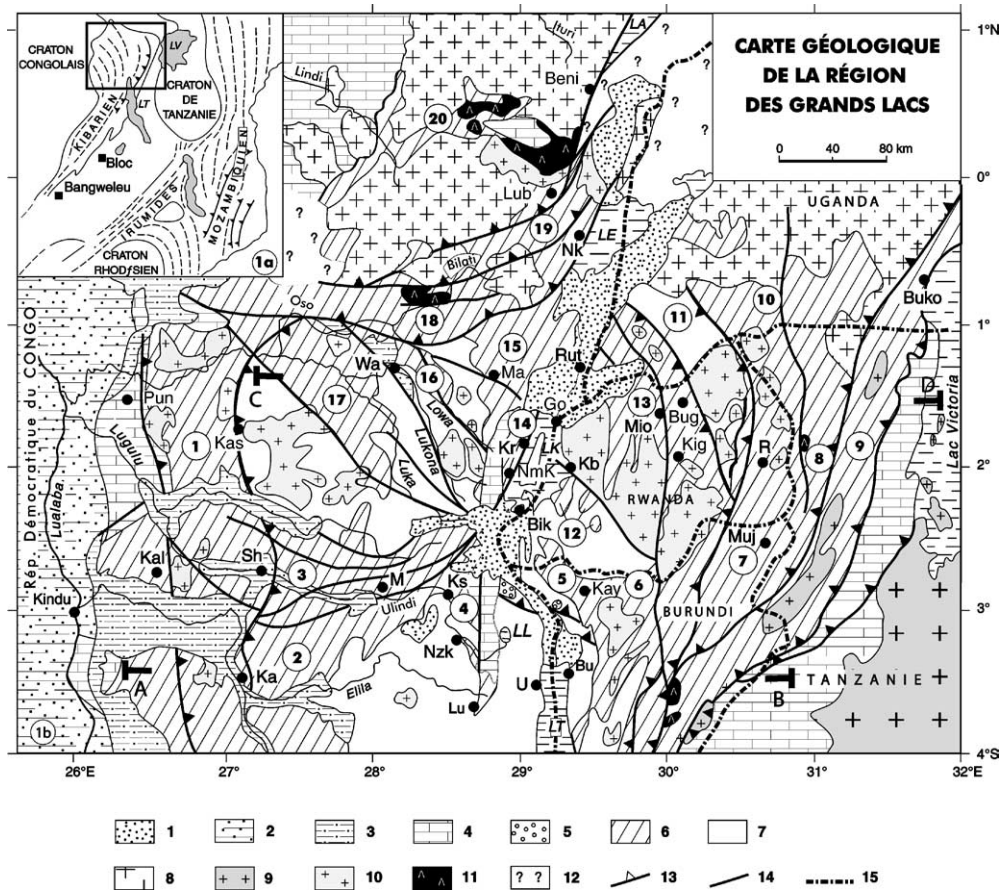 CARTE GÉOLOGIQUE
DE LA RÉGION
DES GRANDS LACS
0 40 80 km
CRATON
CONGOLAIS
LV
CRATON
DE
TANZANIE
LT
KIBARIEN
Bloc
Bangweleu
IRUMIDES
MOZAMBIQUIEN
CRATON
RHODÉSIEN
1a
Lindi
Ituri
LA
Beni
20
Lub
19
Nk
LE
Bilati
UGANDA
0°
Buko
Oso
18
15
10
11
1°
Wa
16
Ma
Rut
Pun
C
17
Lowa
Go
13
D
Lugulu
1
Kas
Lukona
14
Mio
Bug
Kr
LK
Kig
R
8
9
Lac Victoria
Luka
NmK
Kb
RWANDA
2°
Rép. Démocratique du CONGO
Lualaba
Bik
12
Muj
7
Kal
Sh
3
M
Ks
5
6
Kay
Kindu
Ulindi
4
BURUNDI
3°
A
2
Nzk
LL
Bu
Ka
Elila
U
B
TANZANIE
Lu
LT
1b
4°S
26°E 27° 28° 29° 30° 31° 32°E
1 2 3 4 5 6 7
8 9 10 11 12 13 14 15